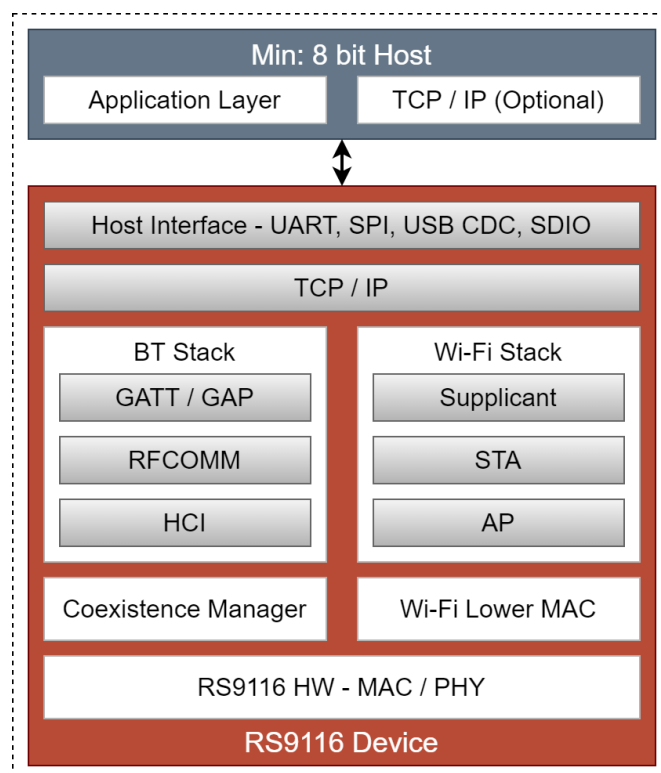 Min: 8 bit Host
Application Layer
TCP / IP (Optional)
Host Interface - UART, SPI, USB CDC, SDIO
TCP / IP
BT Stack
GATT / GAP
RFCOMM
HCI
Wi-Fi Stack
Supplicant
STA
AP
Coexistence Manager
Wi-Fi Lower MAC
RS9116 HW - MAC / PHY
RS9116 Device